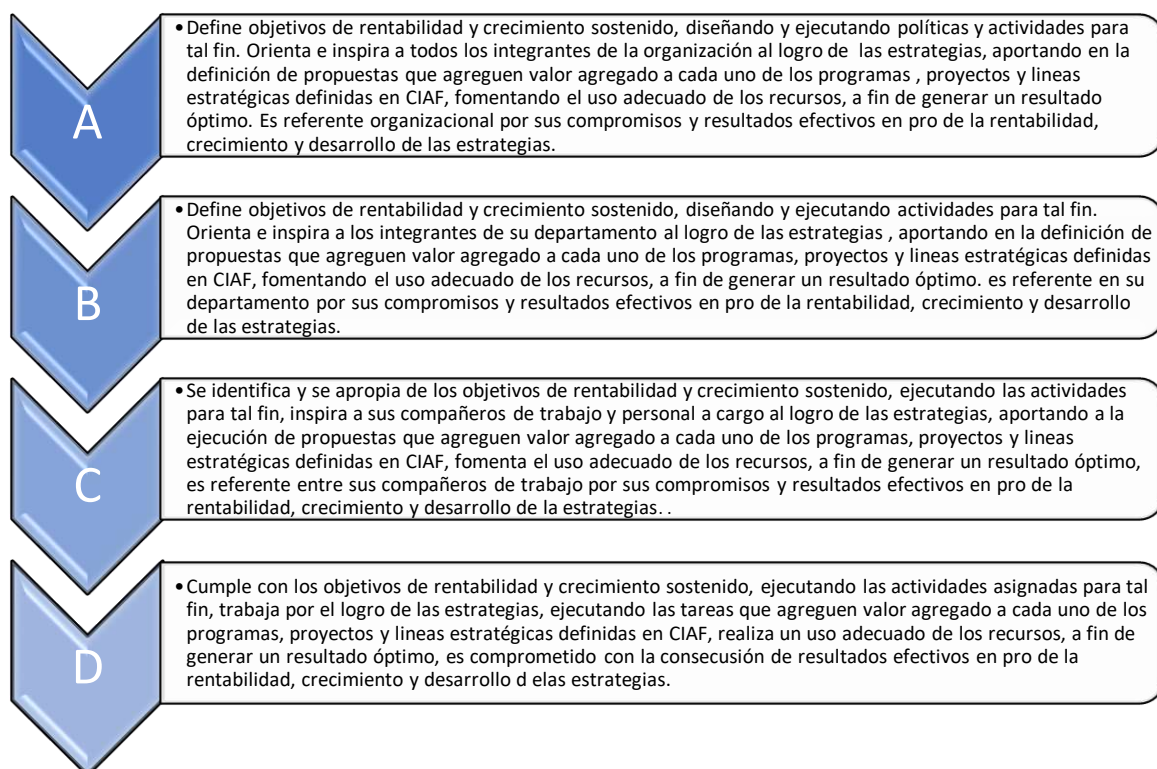 A
•Define objetivos de rentabilidad y crecimiento sostenido, diseñando y ejecutando políticas y actividades para
tal fin. Orienta e inspira a todos los integrantes de la organización al logro de las estrategias, aportando en la
definición de propuestas que agreguen valor agregado a cada uno de los programas , proyectos y lineas
estratégicas definidas en CIAF, fomentando el uso adecuado de los recursos, a fin de generar un resultado
óptimo. Es referente organizacional por sus compromisos y resultados efectivos en pro de la rentabilidad,
crecimiento y desarrollo de las estrategias.
B
•Define objetivos de rentabilidad y crecimiento sostenido, diseñando y ejecutando actividades para tal fin.
Orienta e inspira a los integrantes de su departamento al logro de las estrategias , aportando en la definición de
propuestas que agreguen valor agregado a cada uno de los programas, proyectos y lineas estratégicas definidas
en CIAF, fomentando el uso adecuado de los recursos, a fin de generar un resultado óptimo. es referente en su
departamento por sus compromisos y resultados efectivos en pro de la rentabilidad, crecimiento y desarrollo
de las estrategias.
C
•Se identifica y se apropia de los objetivos de rentabilidad y crecimiento sostenido, ejecutando las actividades
para tal fin, inspira a sus compañeros de trabajo y personal a cargo al logro de las estrategias, aportando a la
ejecución de propuestas que agreguen valor agregado a cada uno de los programas, proyectos y lineas
estratégicas definidas en CIAF, fomenta el uso adecuado de los recursos, a fin de generar un resultado óptimo,
es referente entre sus compañeros de trabajo por sus compromisos y resultados efectivos en pro de la
rentabilidad, crecimiento y desarrollo de la estrategias. .
D
•Cumple con los objetivos de rentabilidad y crecimiento sostenido, ejecutando las actividades asignadas para tal
fin, trabaja por el logro de las estrategias, ejecutando las tareas que agreguen valor agregado a cada uno de los
programas, proyectos y lineas estratégicas definidas en CIAF, realiza un uso adecuado de los recursos, a fin de
generar un resultado óptimo, es comprometido con la consecusión de resultados efectivos en pro de la
rentabilidad, crecimiento y desarrollo d elas estrategias.